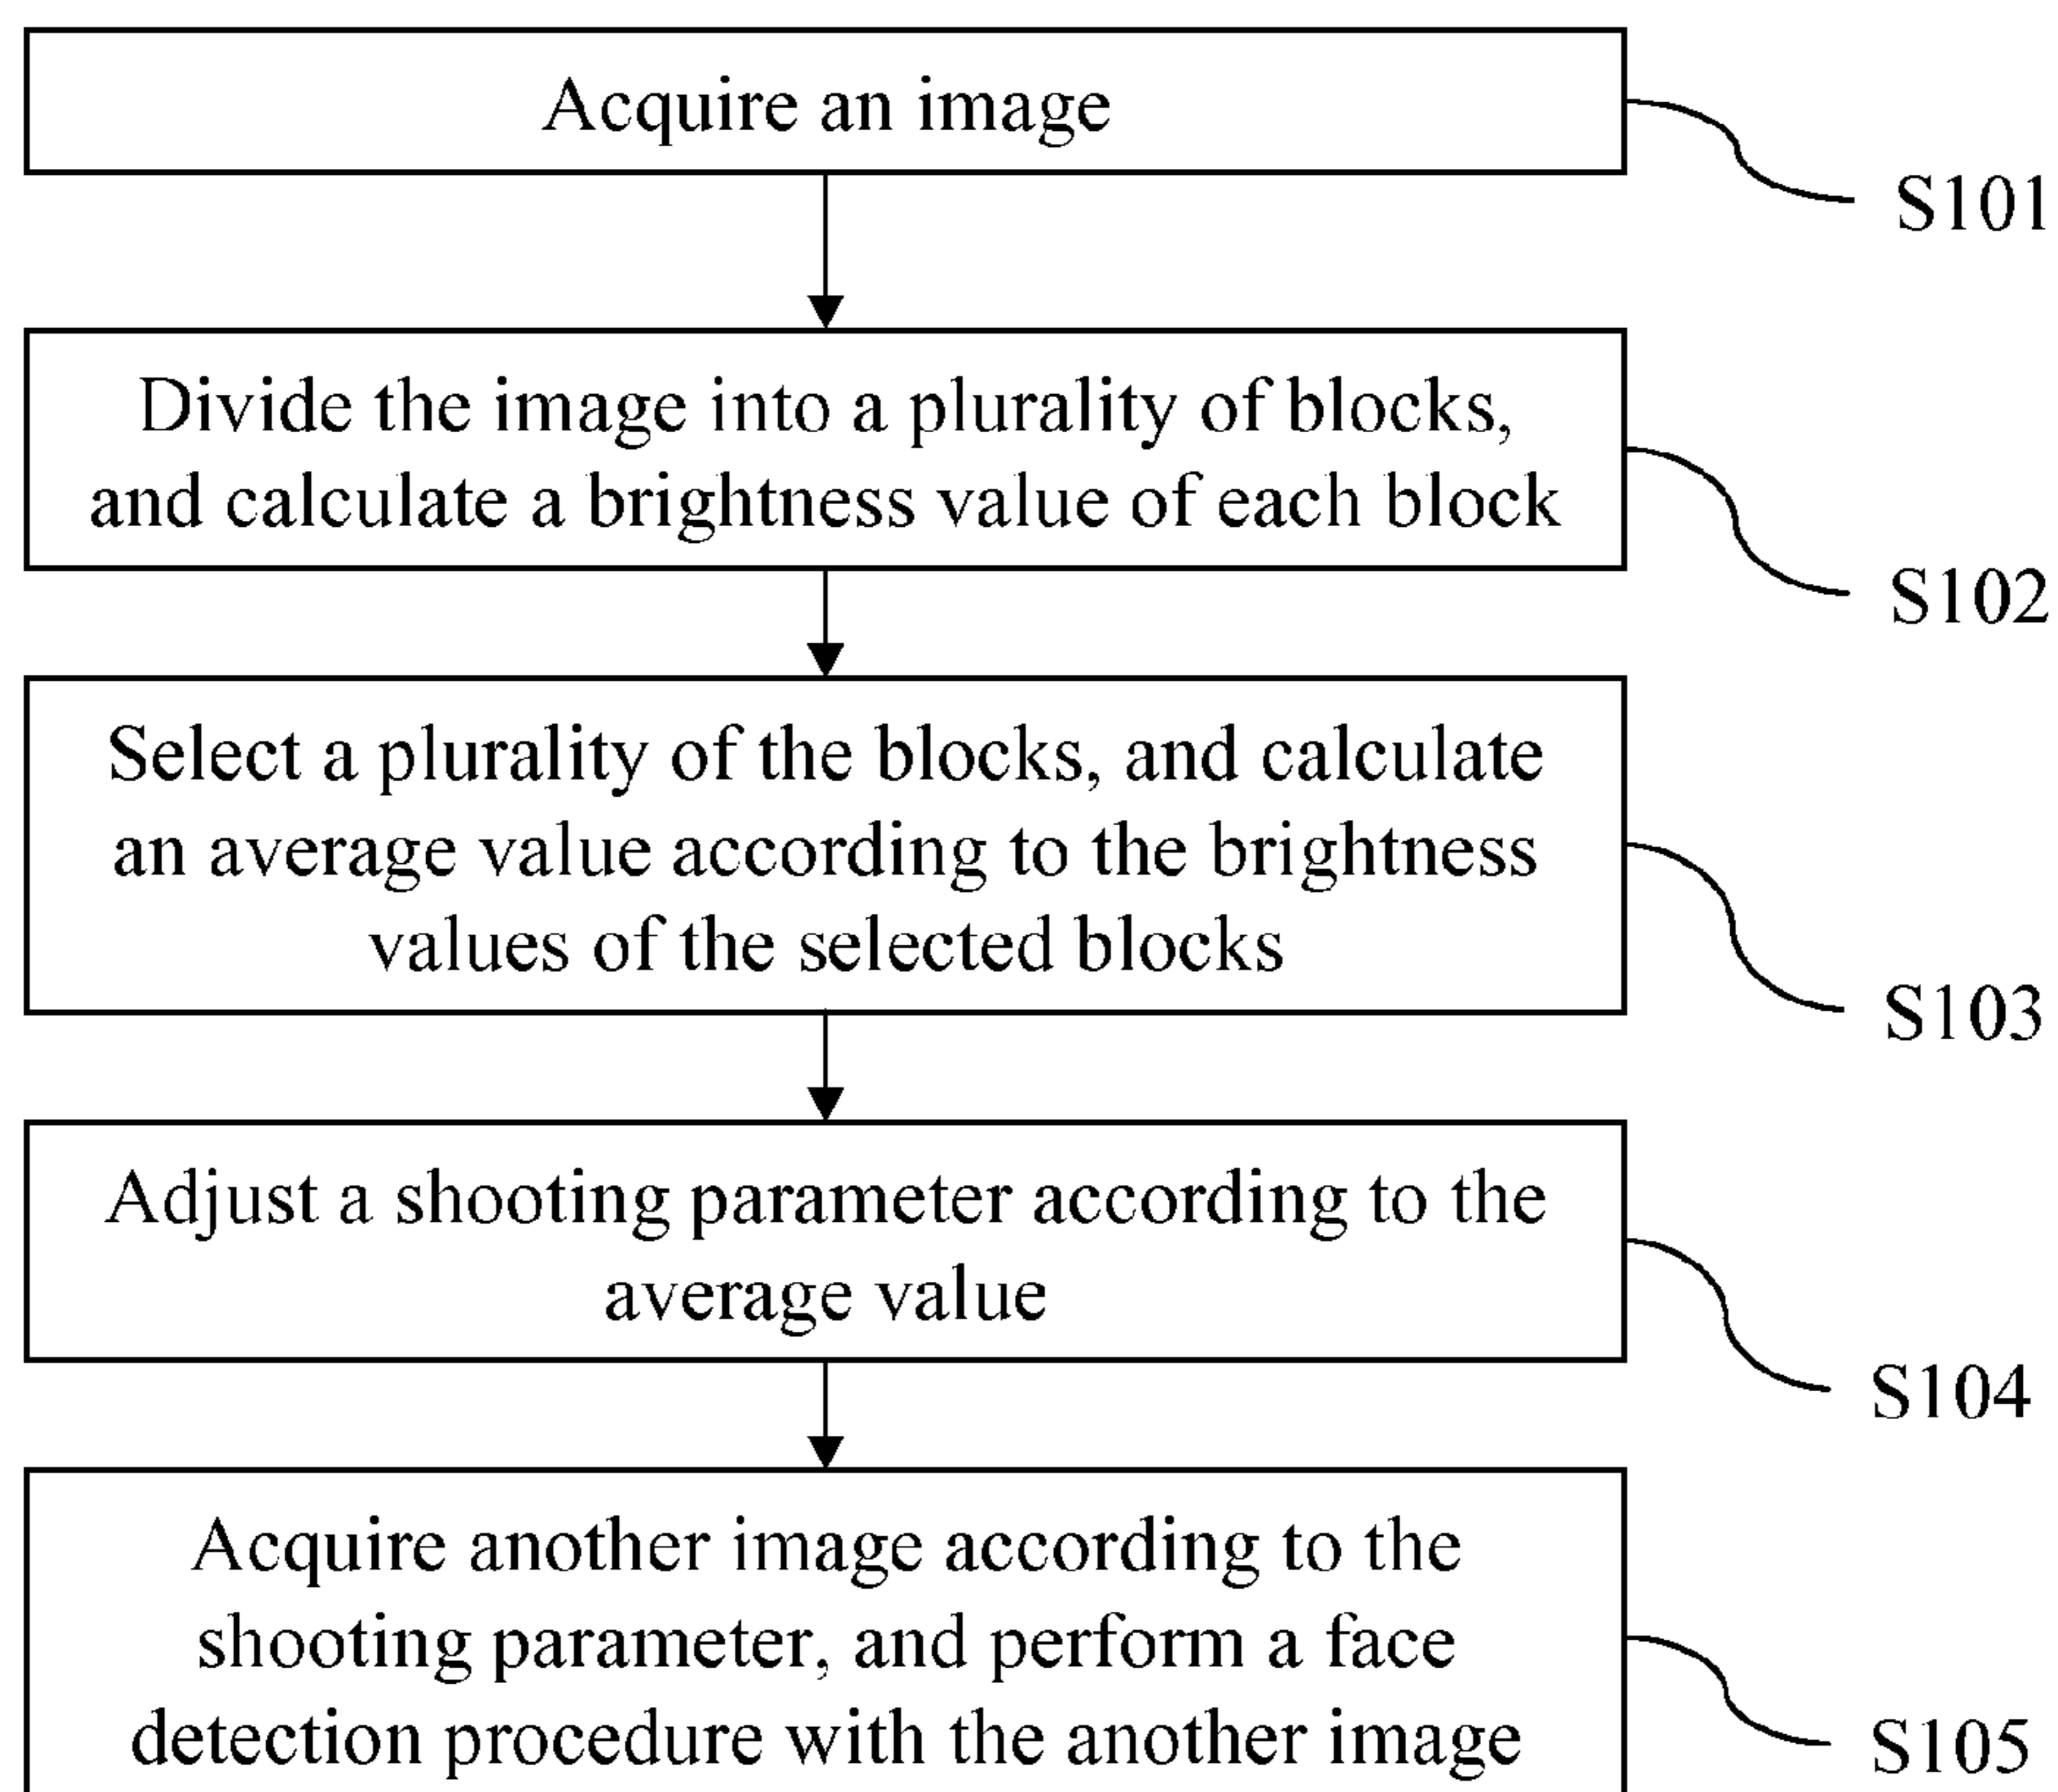 Acquire an image
S101
Divide the image into a plurality of blocks,
and calculate a brightness value of each block
S102
Select a plurality of the blocks, and calculate
an average value according to the brightness
values of the selected blocks
S103
Adjust a shooting parameter according to the
average value
S104
Acquire another image according to the
shooting parameter, and perform a face
detection procedure with the another image
S105